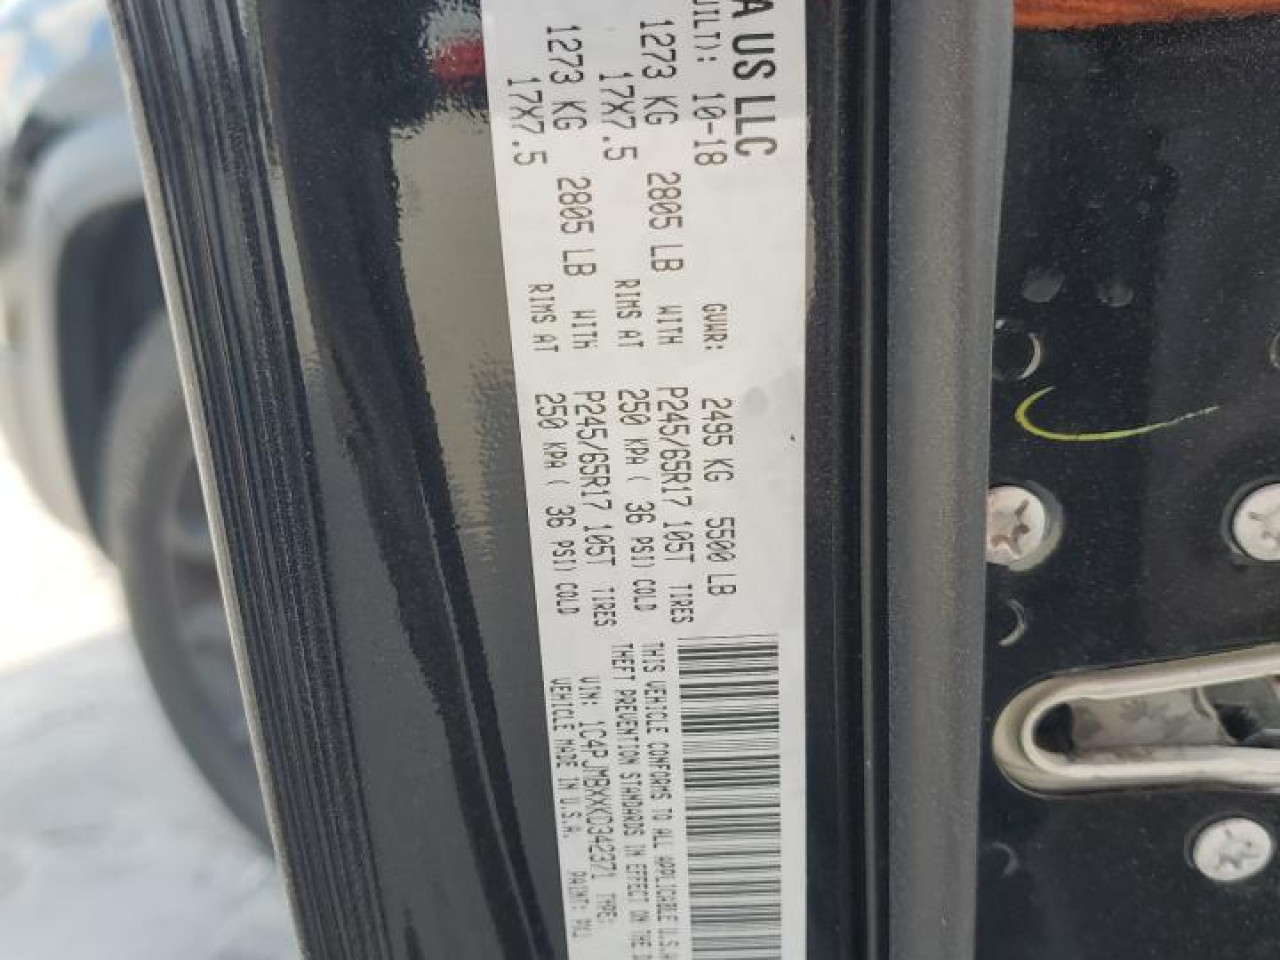 A US LLC
UILT): 10-18
GVWR: 2495 KG 5500 LB
1273 KG 2805 LB WITH P245/65R17 105T TIRES
17X7.5 RIMS AT 250 KPA ( 36 PSI) COLD
1273 KG 2805 LB WITH P245/65R17 105T TIRES
17X7.5 RIMS AT 250 KPA ( 36 PSI) COLD
THIS VEHICLE CONFORMS TO ALL APPLICABLE U.S.A
THEFT PREVENTION STANDARDS IN EFFECT ON THE D
VIN: 1C4PJMBXXKD342371 TYPE:
VEHICLE MADE IN U.S.A. PAINT: PXJ